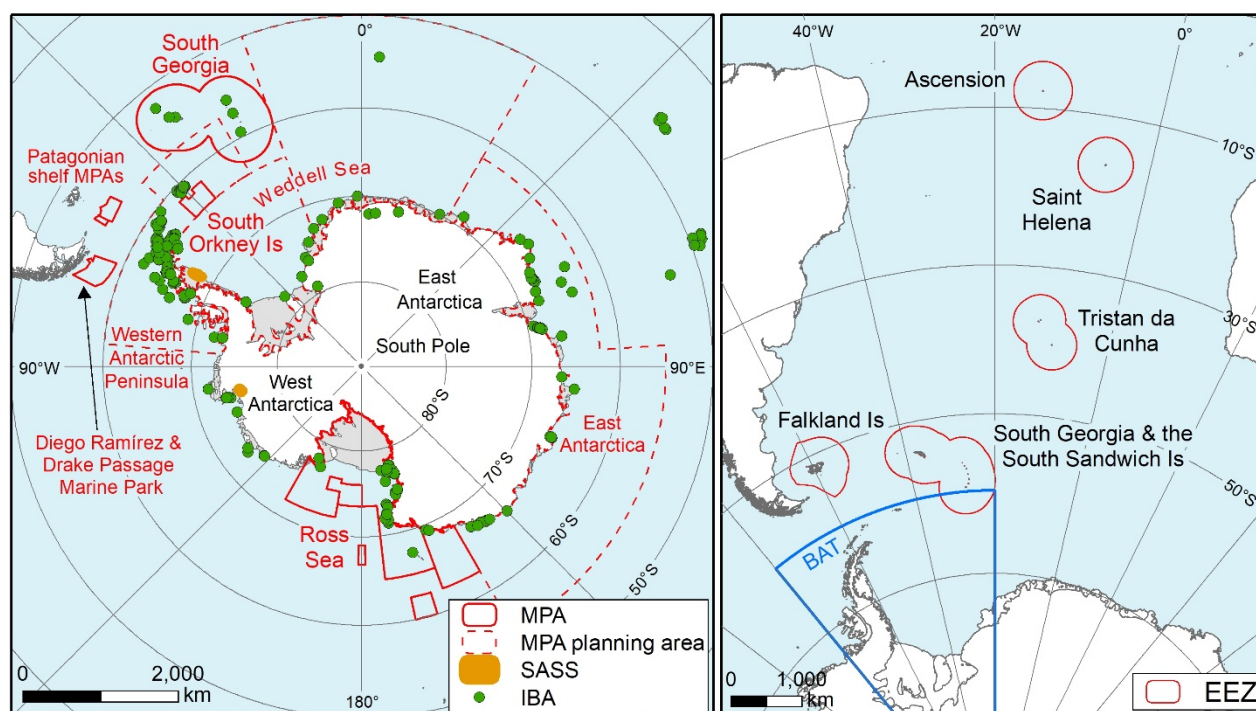 0°
South
Georgia
Patagonian
shelf MPAs
Weddell Sea
South
Orkney Is
East
Antarctica
South Pole
Western
Antarctic
Peninsula
90°W
90°E
West
Antarctica
80°S
East
Antarctica
Diego Ramírez &
Drake Passage
Marine Park
70°S
Ross
Sea
60°S
50°S
MPA
MPA planning area
SASS
IBA
0
2,000
km
180°
40°W
20°W
0°
Ascension
10°S
Saint
Helena
Tristan da
Cunha
30°S
Falkland Is
South Georgia & the
South Sandwich Is
50°S
BAT
0
1,000
km
EEZ